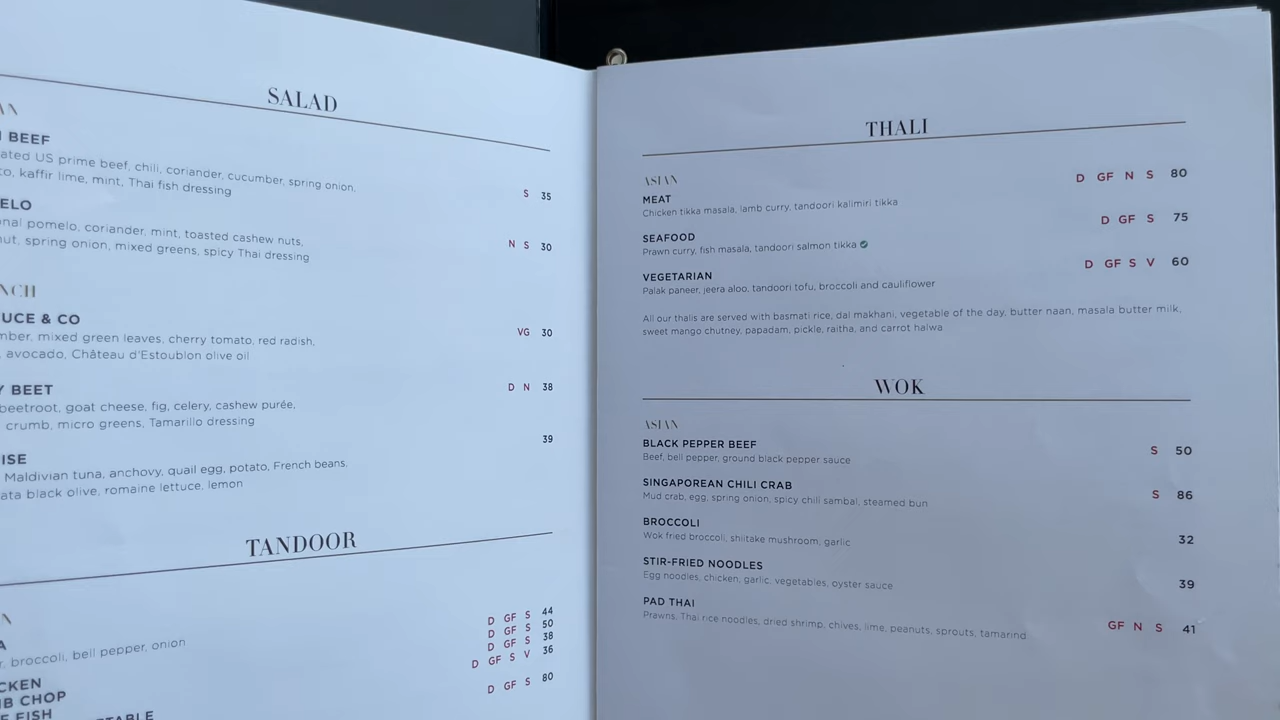 SALAD
BEEF
US prime beef, chili, coriander, cucumber, spring onion,
kaffir lime, mint, Thai fish dressing
S 35
pomelo, coriander, mint, toasted cashew nuts,
spring onion, mixed greens, spicy Thai dressing
N S 30
& CO
mixed green leaves, cherry tomato, red radish,
avocado, Château d'Estoublon olive oil
VG 30
BEET
beetroot, goat cheese, fig, celery, cashew purée,
crumb, micro greens, Tamarillo dressing
D N 38
39
Maldivian tuna, anchovy, quail egg, potato, French beans,
black olive, romaine lettuce, lemon
TANDOOR
broccoli, bell pepper, onion
D GF S 44
D GF S 50
D GF S 38
D GF S V 36
D GF S 80
CHOP
FISH
THALI
ASIAN
MEAT D GF N S 80
Chicken tikka masala, lamb curry, tandoori kalimiri tikka
SEAFOOD D GF S 75
Prawn curry, fish masala, tandoori salmon tikka
VEGETARIAN D GF S V 60
Palak paneer, jeera aloo, tandoori tofu, broccoli and cauliflower
All our thalis are served with basmati rice, dal makhani, vegetable of the day, butter naan, masala butter milk,
sweet mango chutney, papadam, pickle, raitha, and carrot halwa
WOK
ASIAN
BLACK PEPPER BEEF S 50
Beef, bell pepper, ground black pepper sauce
SINGAPOREAN CHILI CRAB S 86
Mud crab, egg, spring onion, spicy chili sambal, steamed bun
BROCCOLI 32
Wok fried broccoli, shiitake mushroom, garlic
STIR-FRIED NOODLES 39
Egg noodles, chicken, garlic, vegetables, oyster sauce
PAD THAI GF N S 41
Prawns, Thai rice noodles, dried shrimp, chives, lime, peanuts, sprouts, tamarind